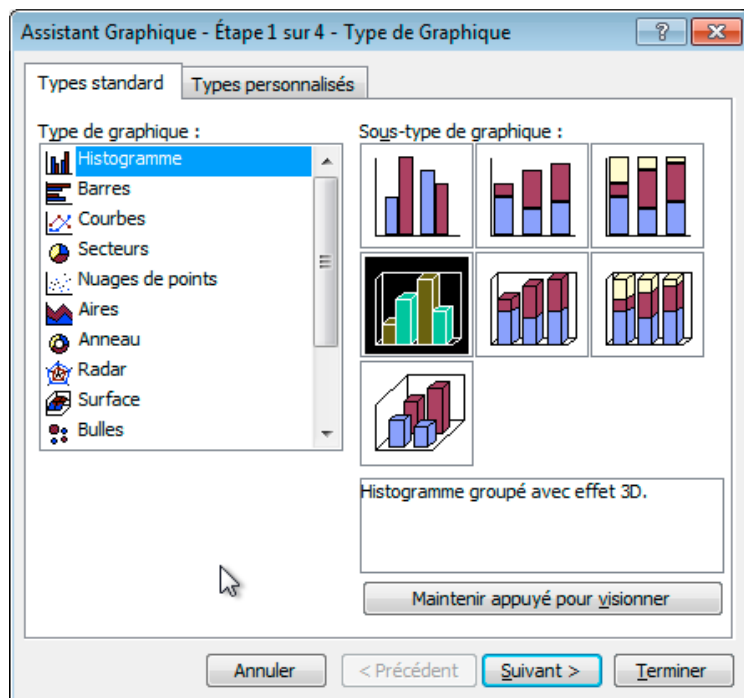 Assistant Graphique - Étape 1 sur 4 - Type de Graphique
Types standard
Types personnalisés
Type de graphique :
Histogramme
Barres
Courbes
Secteurs
Nuages de points
Aires
Anneau
Radar
Surface
Bulles
Sous-type de graphique :
Histogramme groupé avec effet 3D.
Maintenir appuyé pour visionner
Annuler
< Précédent
Suivant >
Terminer